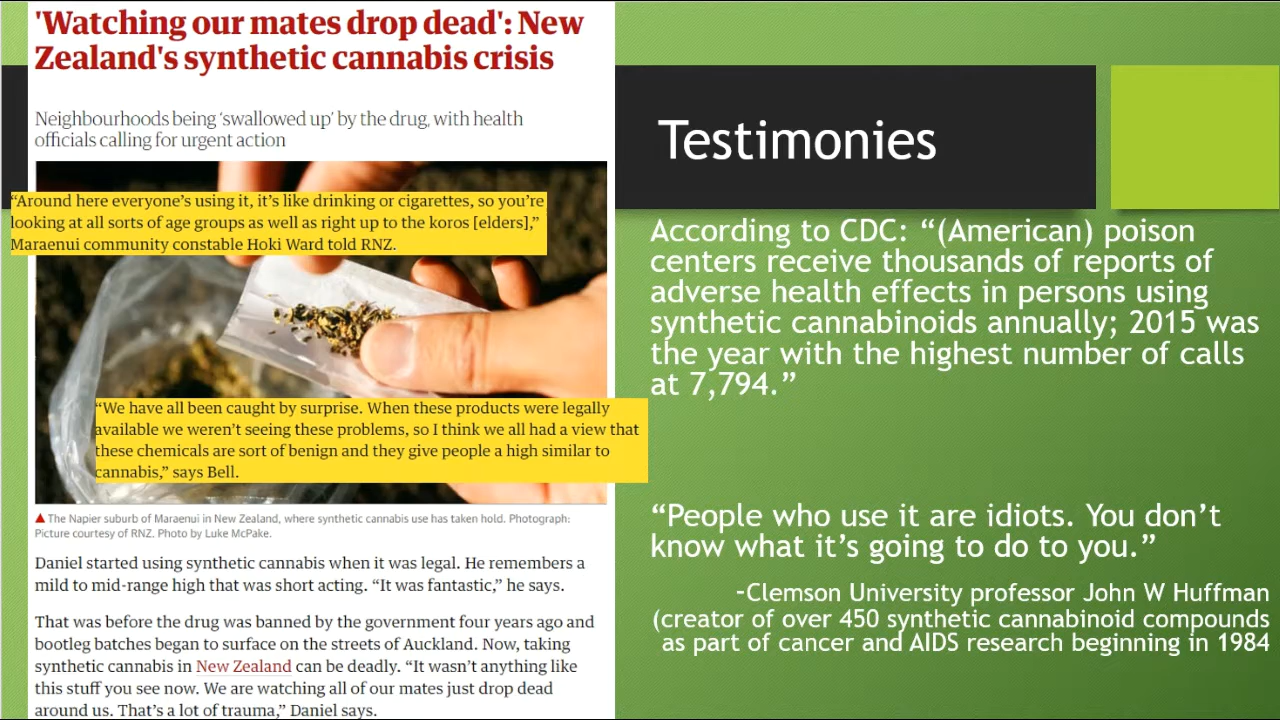 'Watching our mates drop dead': New
Zealand's synthetic cannabis crisis
Neighbourhoods being 'swallowed up' by the drug, with health
officials calling for urgent action
“Around here everyone’s using it, it’s like drinking or cigarettes, so you’re
looking at all sorts of age groups as well as right up to the koros [elders],”
Maraenui community constable Hoki Ward told RNZ.
“We have all been caught by surprise. When these products were legally
available we weren’t seeing these problems, so I think we all had a view that
these chemicals are sort of benign and they give people a high similar to
cannabis,” says Bell.
The Napier suburb of Maraenui in New Zealand, where synthetic cannabis use has taken hold. Photograph:
Picture courtesy of RNZ. Photo by Luke McPake.
Daniel started using synthetic cannabis when it was legal. He remembers a
mild to mid-range high that was short acting. “It was fantastic,” he says.
That was before the drug was banned by the government four years ago and
bootleg batches began to surface on the streets of Auckland. Now, taking
synthetic cannabis in New Zealand can be deadly. “It wasn’t anything like
this stuff you see now. We are watching all of our mates just drop dead
around us. That’s a lot of trauma,” Daniel says.
Testimonies
According to CDC: “(American) poison
centers receive thousands of reports of
adverse health effects in persons using
synthetic cannabinoids annually; 2015 was
the year with the highest number of calls
at 7,794.”
“People who use it are idiots. You don’t
know what it’s going to do to you.”
-Clemson University professor John W Huffman
(creator of over 450 synthetic cannabinoid compounds
as part of cancer and AIDS research beginning in 1984